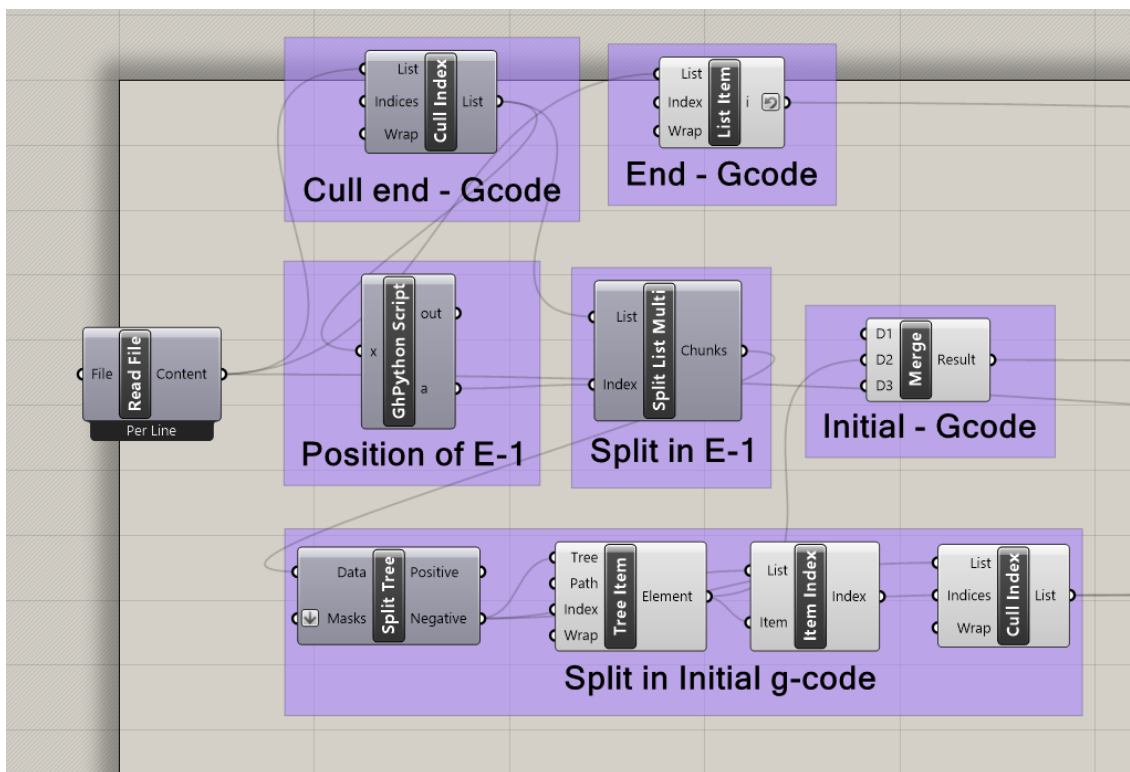 List
Indices
Wrap
Cull Index
List
Cull end - Gcode
List
Index
Wrap
List Item
i
End - Gcode
File
Read File
Content
Per Line
x
GhPython Script
out
a
Position of E-1
List
Index
Split List Multi
Chunks
Split in E-1
D1
D2
D3
Merge
Result
Initial - Gcode
Data
Masks
Split Tree
Positive
Negative
Tree
Path
Index
Wrap
Tree Item
Element
List
Item
Item Index
Index
List
Indices
Wrap
Cull Index
List
Split in Initial g-code